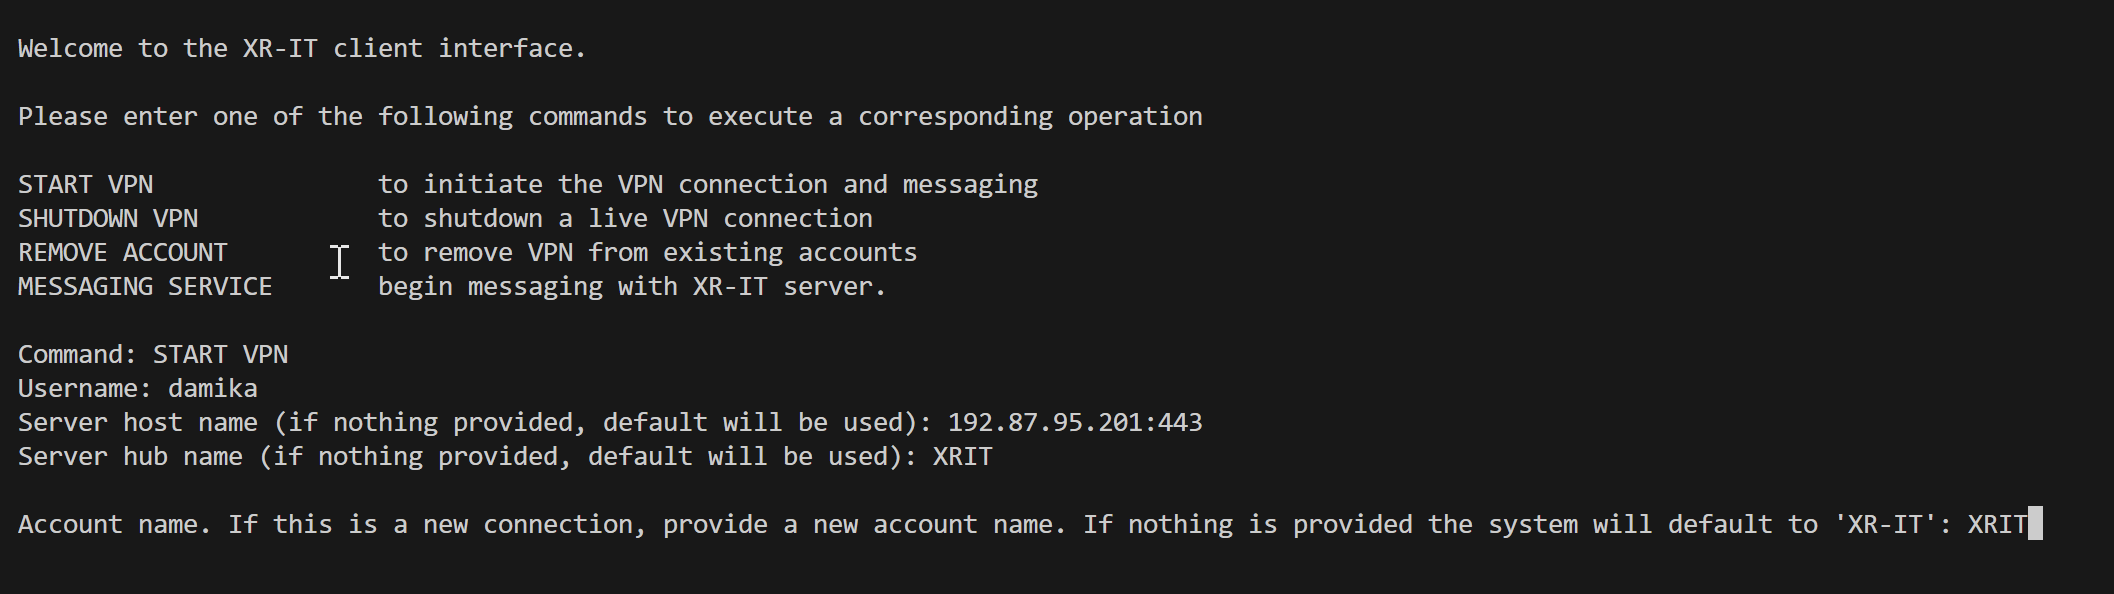 Welcome to the XR-IT client interface.
Please enter one of the following commands to execute a corresponding operation
START VPN to initiate the VPN connection and messaging
SHUTDOWN VPN to shutdown a live VPN connection
REMOVE ACCOUNT to remove VPN from existing accounts
MESSAGING SERVICE begin messaging with XR-IT server.
Command: START VPN
Username: damika
Server host name (if nothing provided, default will be used): 192.87.95.201:443
Server hub name (if nothing provided, default will be used): XRIT
Account name. If this is a new connection, provide a new account name. If nothing is provided the system will default to 'XR-IT': XRIT